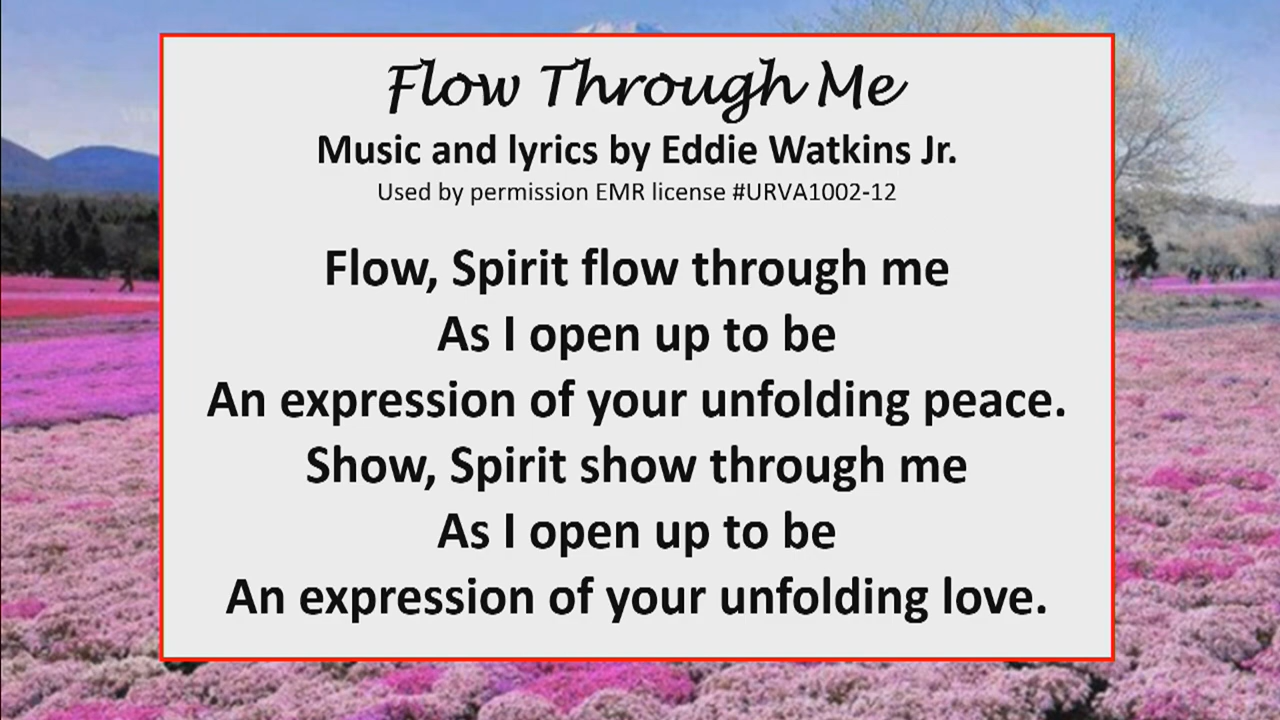 Flow Through Me
Music and lyrics by Eddie Watkins Jr.
Used by permission EMR license #URVA1002-12
Flow, Spirit flow through me
As I open up to be
An expression of your unfolding peace.
Show, Spirit show through me
As I open up to be
An expression of your unfolding love.